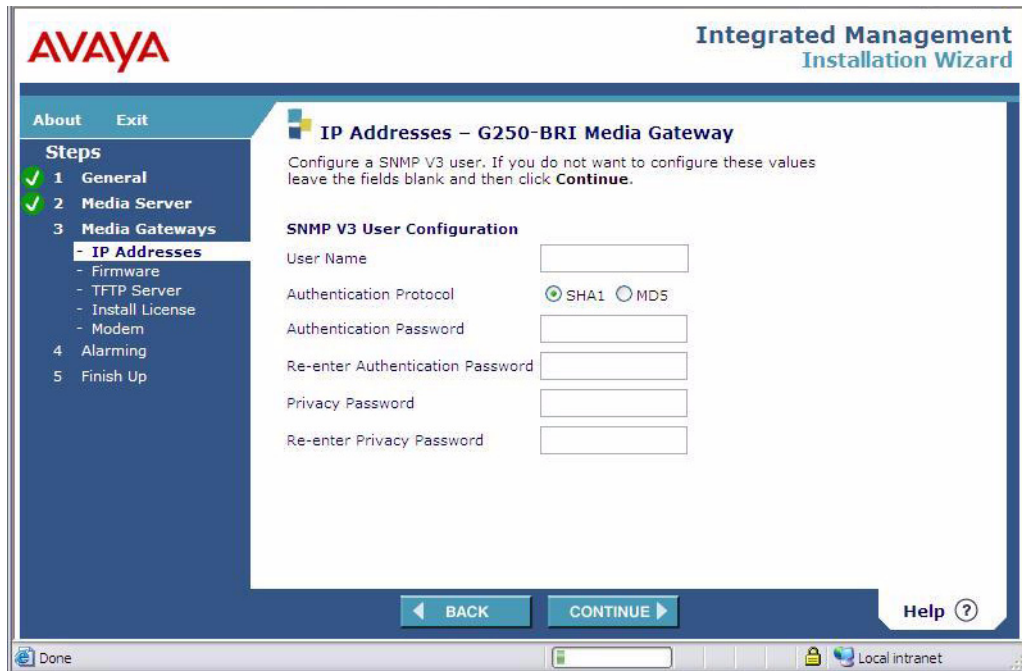 AVAYA
Integrated Management
Installation Wizard
About Exit
Steps
1 General
2 Media Server
3 Media Gateways
- IP Addresses
- Firmware
- TFTP Server
- Install License
- Modem
4 Alarming
5 Finish Up
IP Addresses – G250-BRI Media Gateway
Configure a SNMP V3 user. If you do not want to configure these values
leave the fields blank and then click Continue.
SNMP V3 User Configuration
User Name
Authentication Protocol SHA1 MD5
Authentication Password
Re-enter Authentication Password
Privacy Password
Re-enter Privacy Password
BACK CONTINUE
Help ?
Done Local intranet